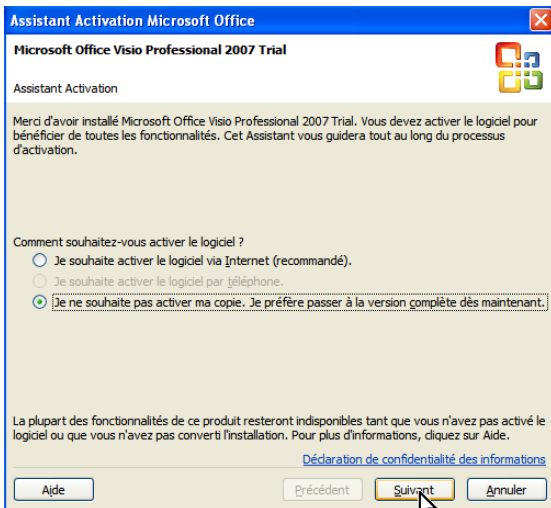 Assistant Activation Microsoft Office
Microsoft Office Visio Professional 2007 Trial
Assistant Activation
Merci d'avoir installé Microsoft Office Visio Professional 2007 Trial. Vous devez activer le logiciel pour
bénéficier de toutes les fonctionnalités. Cet Assistant vous guidera tout au long du processus
d'activation.
Comment souhaitez-vous activer le logiciel ?
Je souhaite activer le logiciel via Internet (recommandé).
Je souhaite activer le logiciel par téléphone.
Je ne souhaite pas activer ma copie. Je préfère passer à la version complète dès maintenant.
La plupart des fonctionnalités de ce produit resteront indisponibles tant que vous n'avez pas activé le
logiciel ou que vous n'avez pas converti l'installation. Pour plus d'informations, cliquez sur Aide.
Déclaration de confidentialité des informations
Aide Précédent Suivant Annuler